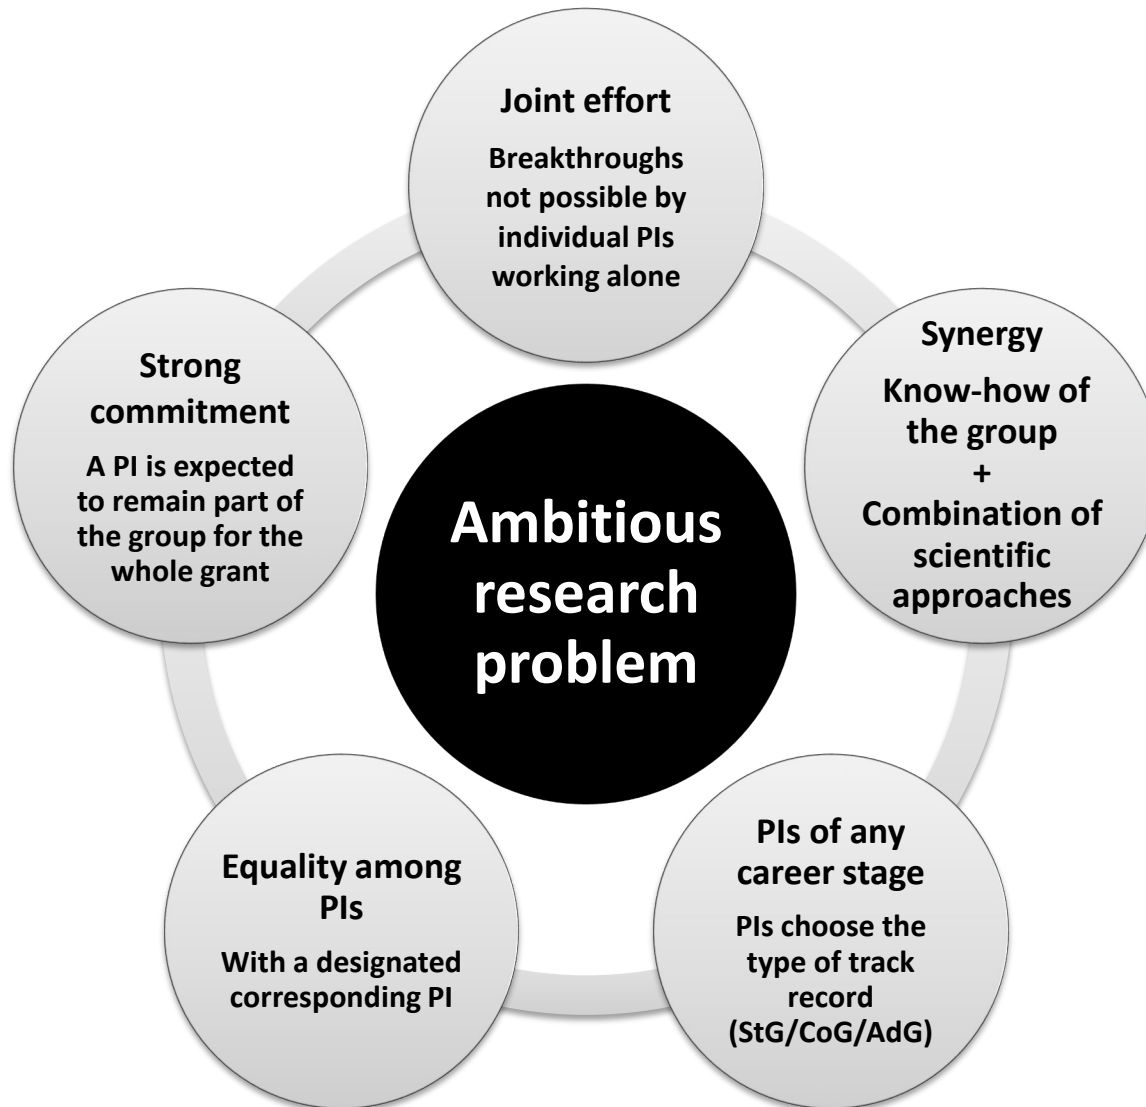 Joint effort
Breakthroughs
not possible by
individual PIs
working alone
Synergy
Know-how of
the group
+
Combination of
scientific
approaches
PIs of any
career stage
PIs choose the
type of track
record
(StG/CoG/AdG)
Equality among
PIs
With a designated
corresponding PI
Strong
commitment
A PI is expected
to remain part of
the group for the
whole grant
Ambitious
research
problem